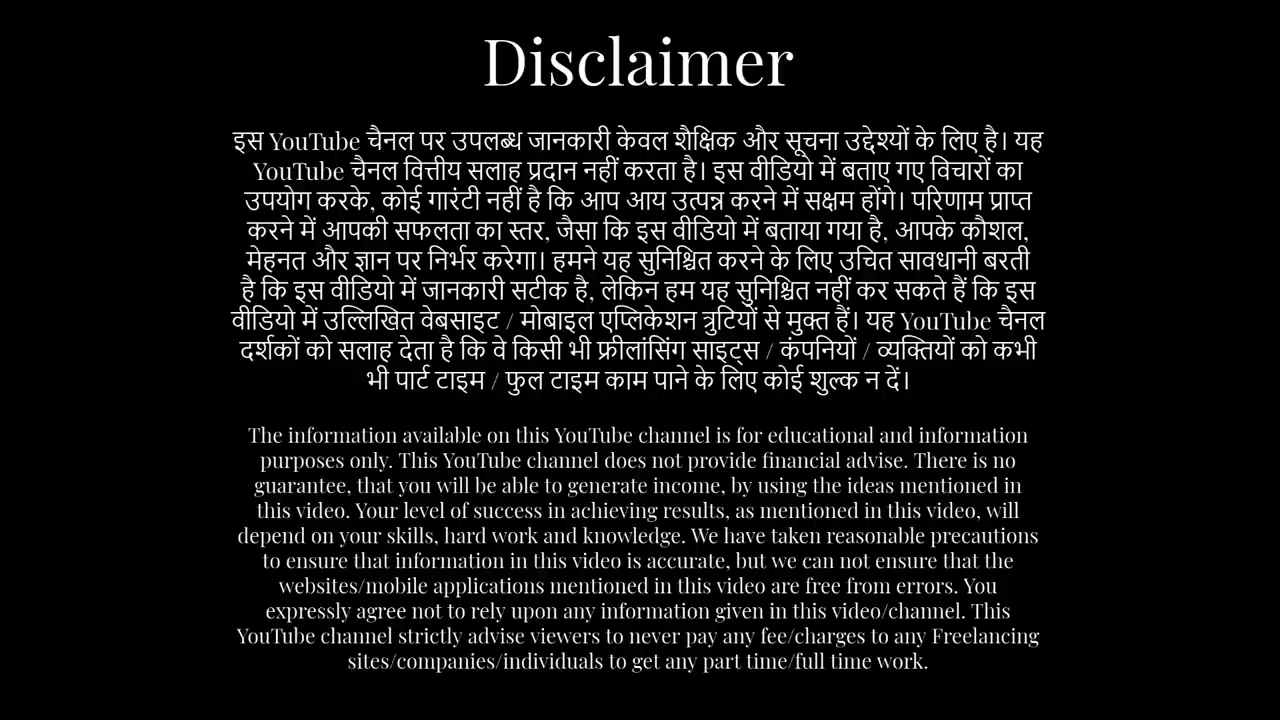 Disclaimer
इस YouTube चैनल पर उपलब्ध जानकारी केवल शैक्षिक और सूचना उद्देश्यों के लिए है। यह
YouTube चैनल वित्तीय सलाह प्रदान नहीं करता है। इस वीडियो में बताए गए विचारों का
उपयोग करके, कोई गारंटी नहीं है कि आप आय उत्पन्न करने में सक्षम होंगे। परिणाम प्राप्त
करने में आपकी सफलता का स्तर, जैसा कि इस वीडियो में बताया गया है, आपके कौशल,
मेहनत और ज्ञान पर निर्भर करेगा। हमने यह सुनिश्चित करने के लिए उचित सावधानी बरती
है कि इस वीडियो में जानकारी सटीक है, लेकिन हम यह सुनिश्चित नहीं कर सकते हैं कि इस
वीडियो में उल्लिखित वेबसाइट / मोबाइल एप्लिकेशन त्रुटियों से मुक्त हैं। यह YouTube चैनल
दर्शकों को सलाह देता है कि वे किसी भी फ्रीलांसिंग साइट्स / कंपनियों / व्यक्तियों को कभी
भी पार्ट टाइम / फुल टाइम काम पाने के लिए कोई शुल्क न दें।
The information available on this YouTube channel is for educational and information
purposes only. This YouTube channel does not provide financial advise. There is no
guarantee, that you will be able to generate income, by using the ideas mentioned in
this video. Your level of success in achieving results, as mentioned in this video, will
depend on your skills, hard work and knowledge. We have taken reasonable precautions
to ensure that information in this video is accurate, but we can not ensure that the
websites/mobile applications mentioned in this video are free from errors. You
expressly agree not to rely upon any information given in this video/channel. This
YouTube channel strictly advise viewers to never pay any fee/charges to any Freelancing
sites/companies/individuals to get any part time/full time work.